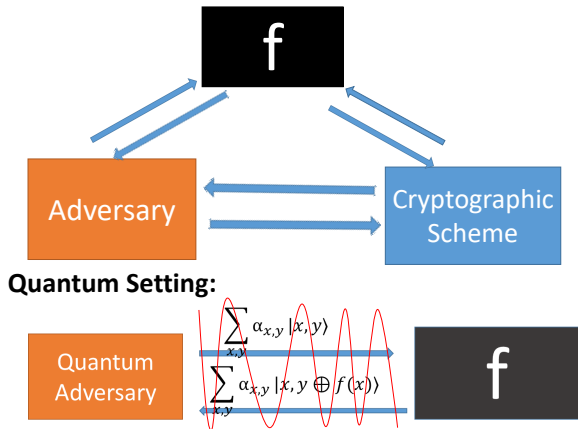 f
Adversary
Cryptographic
Scheme
Quantum Setting:
∑ α_{x,y} |x, y⟩
x,y
Quantum
Adversary
∑ α_{x,y} |x, y ⊕ f(x)⟩
x,y
f